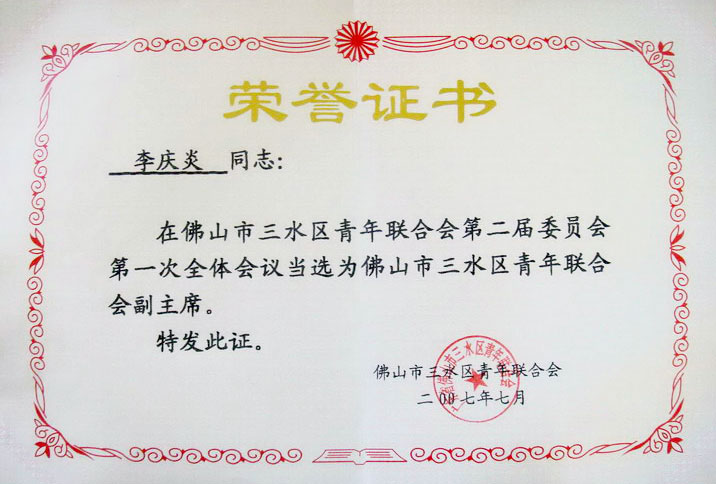 荣誉证书
李庆炎 同志:
在佛山市三水区青年联合会第二届委员会
第一次全体会议当选为佛山市三水区青年联合
会副主席。
特发此证。
佛山市三水区青年联合会
二00七年七月